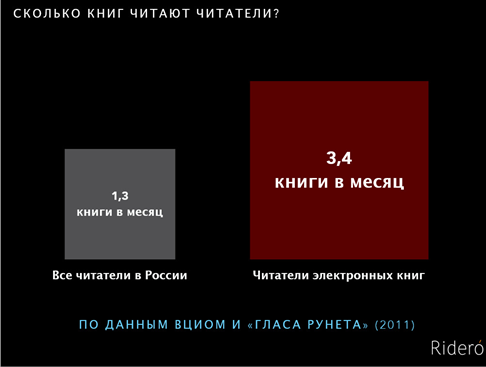 СКОЛЬКО КНИГ ЧИТАЮТ ЧИТАТЕЛИ?
1,3
книги в месяц
3,4
книги в месяц
Все читатели в России
Читатели электронных книг
ПО ДАННЫМ ВЦИОМ И «ГЛАСА РУНЕТА» (2011)
Rideró